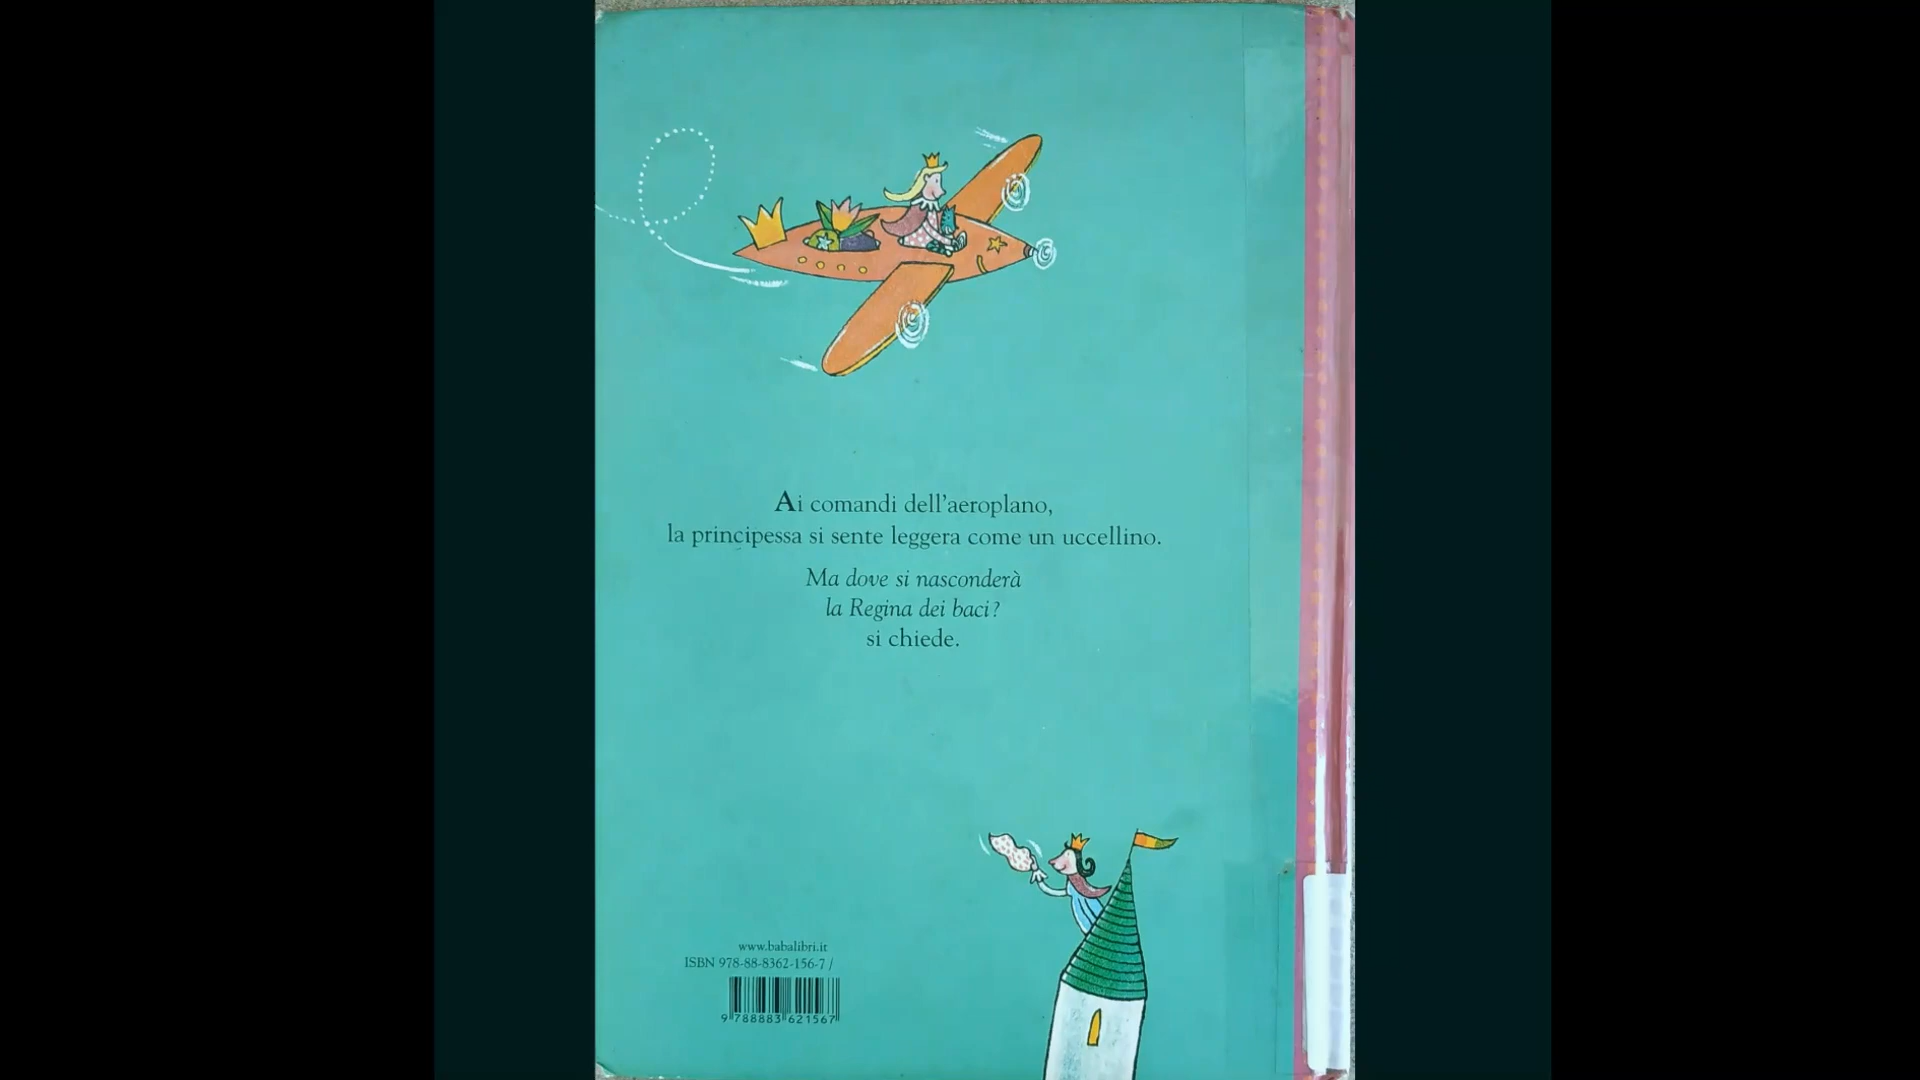 Ai comandi dell'aeroplano,
la principessa si sente leggera come un uccellino.
Ma dove si nasconderà
la Regina dei baci?
si chiede.
www.babalibri.it
ISBN 978-88-8362-156-7 /
9 788883 621567